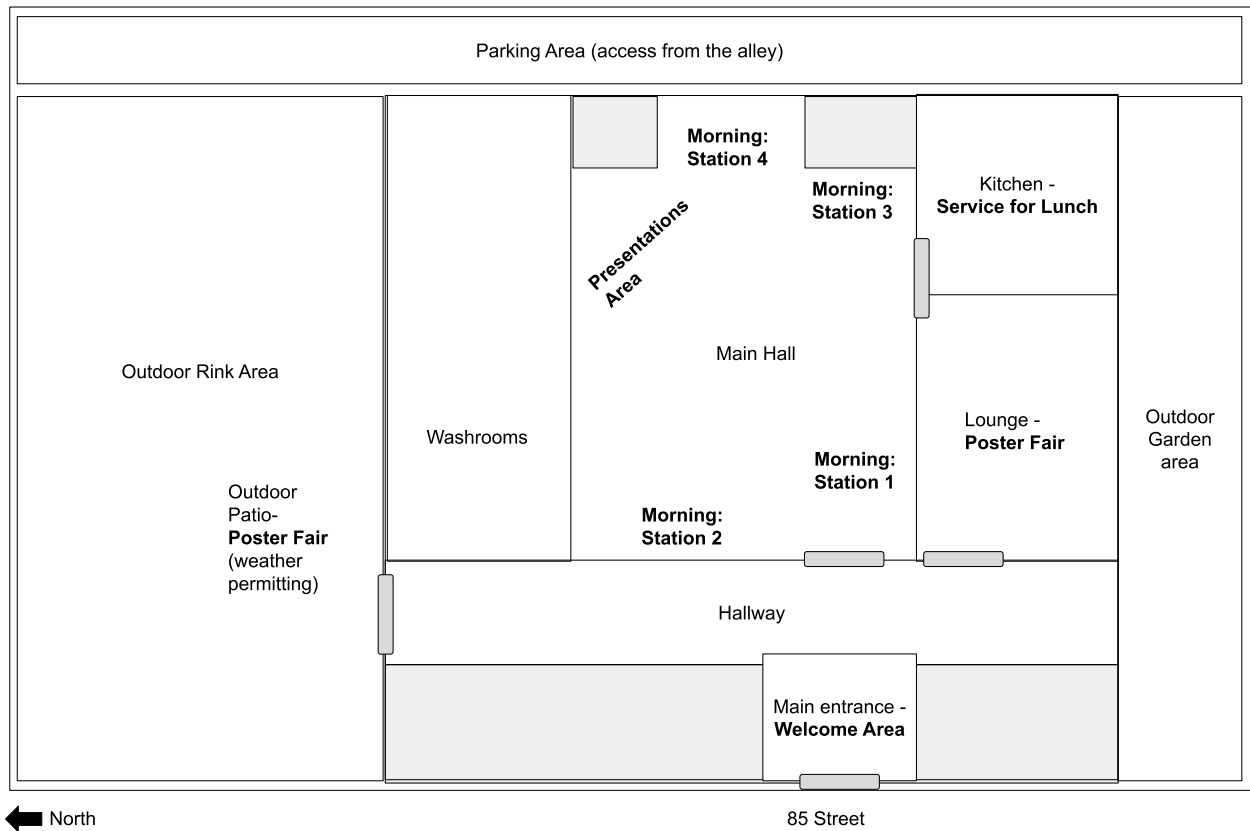 Parking Area (access from the alley)
Morning:
Station 4
Morning:
Station 3
Kitchen -
Service for Lunch
Presentations
Area
Main Hall
Outdoor Rink Area
Washrooms
Lounge -
Poster Fair
Outdoor
Garden
area
Morning:
Station 1
Outdoor
Patio-
Poster Fair
(weather
permitting)
Morning:
Station 2
Hallway
Main entrance -
Welcome Area
North
85 Street